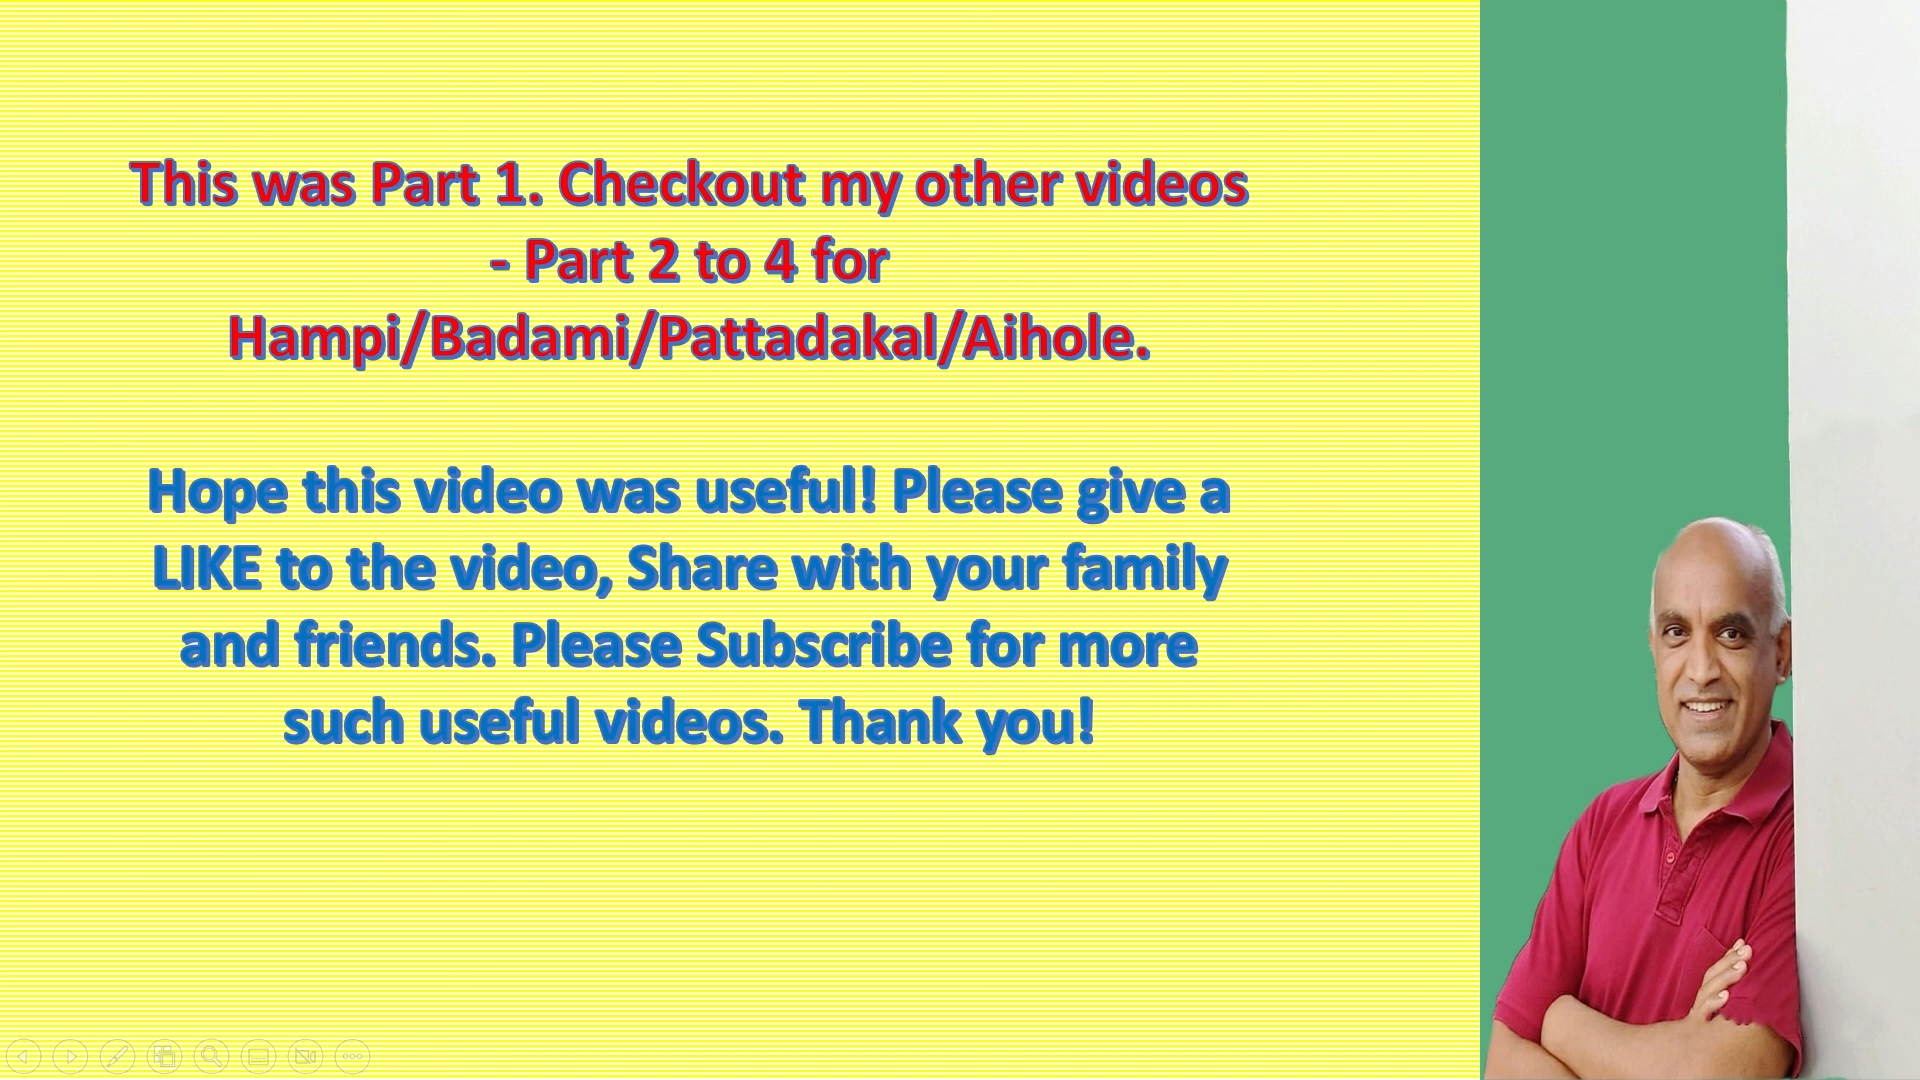 This was Part 1. Checkout my other videos
- Part 2 to 4 for
Hampi/Badami/Pattadakal/Aihole.
Hope this video was useful! Please give a
LIKE to the video, Share with your family
and friends. Please Subscribe for more
such useful videos. Thank you!